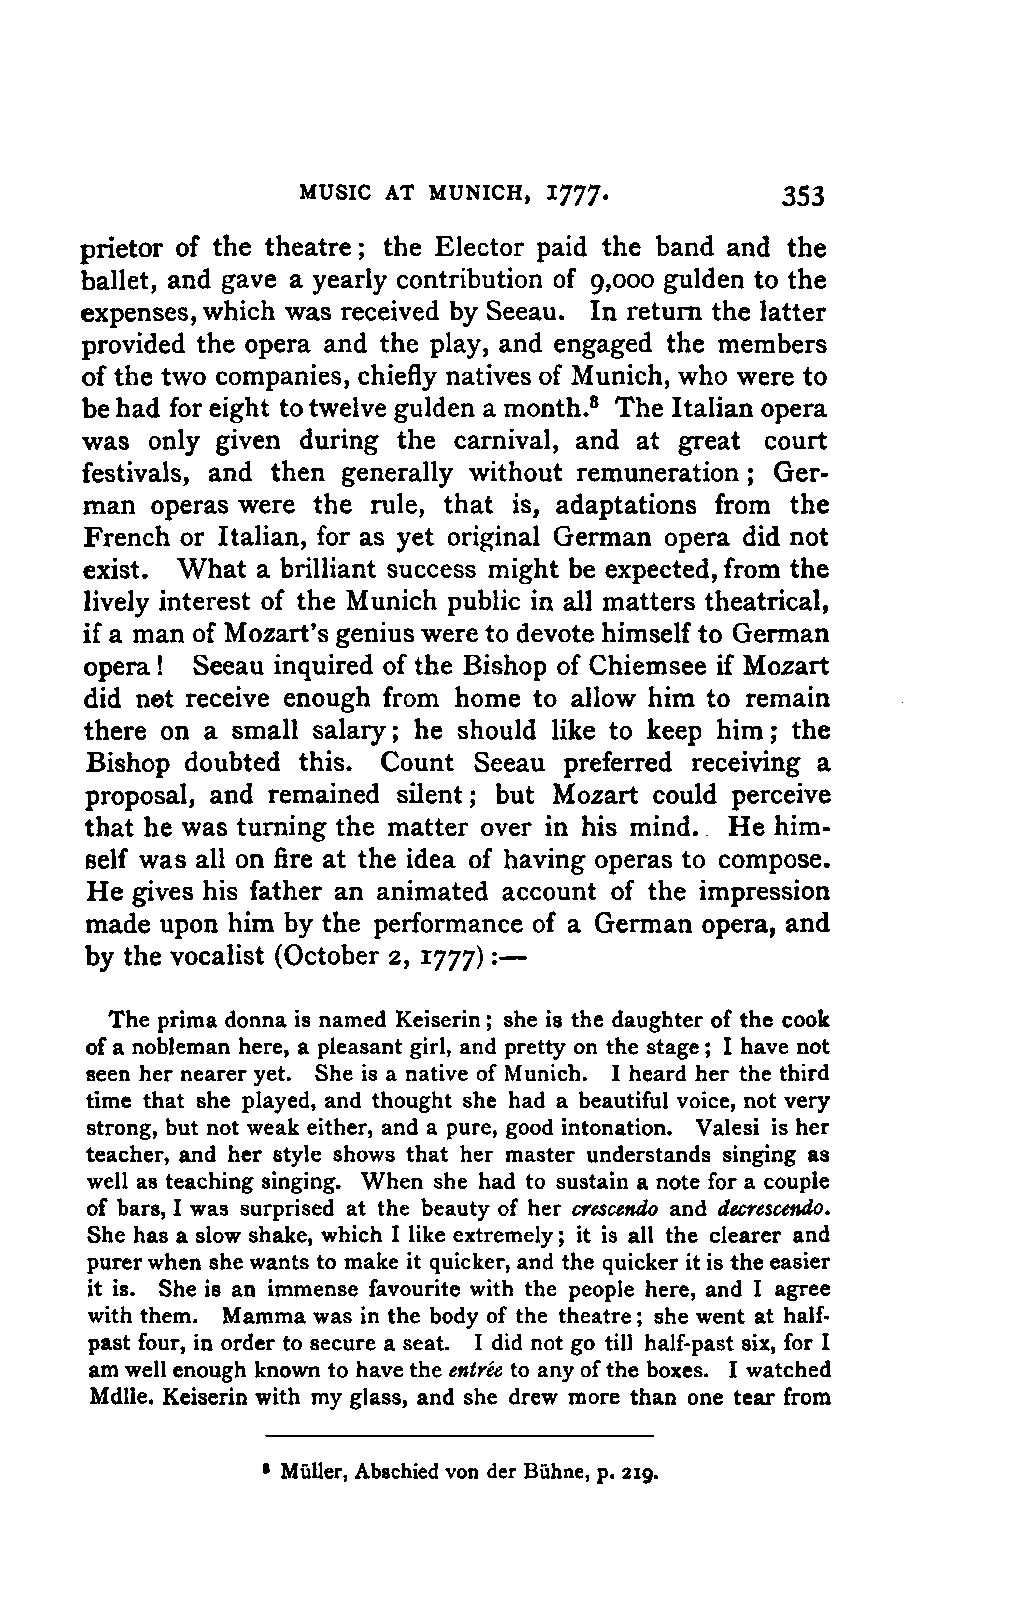 MUSIC AT MUNICH, 1777. 353
prietor of the theatre; the Elector paid the band and the
ballet, and gave a yearly contribution of 9,000 gulden to the
expenses, which was received by Seeau. In return the latter
provided the opera and the play, and engaged the members
of the two companies, chiefly natives of Munich, who were to
be had for eight to twelve gulden a month.⁸ The Italian opera
was only given during the carnival, and at great court
festivals, and then generally without remuneration; Ger-
man operas were the rule, that is, adaptations from the
French or Italian, for as yet original German opera did not
exist. What a brilliant success might be expected, from the
lively interest of the Munich public in all matters theatrical,
if a man of Mozart's genius were to devote himself to German
opera! Seeau inquired of the Bishop of Chiemsee if Mozart
did not receive enough from home to allow him to remain
there on a small salary; he should like to keep him; the
Bishop doubted this. Count Seeau preferred receiving a
proposal, and remained silent; but Mozart could perceive
that he was turning the matter over in his mind. He him-
self was all on fire at the idea of having operas to compose.
He gives his father an animated account of the impression
made upon him by the performance of a German opera, and
by the vocalist (October 2, 1777):—
The prima donna is named Keiserin; she is the daughter of the cook
of a nobleman here, a pleasant girl, and pretty on the stage; I have not
seen her nearer yet. She is a native of Munich. I heard her the third
time that she played, and thought she had a beautiful voice, not very
strong, but not weak either, and a pure, good intonation. Valesi is her
teacher, and her style shows that her master understands singing as
well as teaching singing. When she had to sustain a note for a couple
of bars, I was surprised at the beauty of her crescendo and decrescendo.
She has a slow shake, which I like extremely; it is all the clearer and
purer when she wants to make it quicker, and the quicker it is the easier
it is. She is an immense favourite with the people here, and I agree
with them. Mamma was in the body of the theatre; she went at half-
past four, in order to secure a seat. I did not go till half-past six, for I
am well enough known to have the entrée to any of the boxes. I watched
Mdlle. Keiserin with my glass, and she drew more than one tear from
⁸ Müller, Abschied von der Bühne, p. 219.